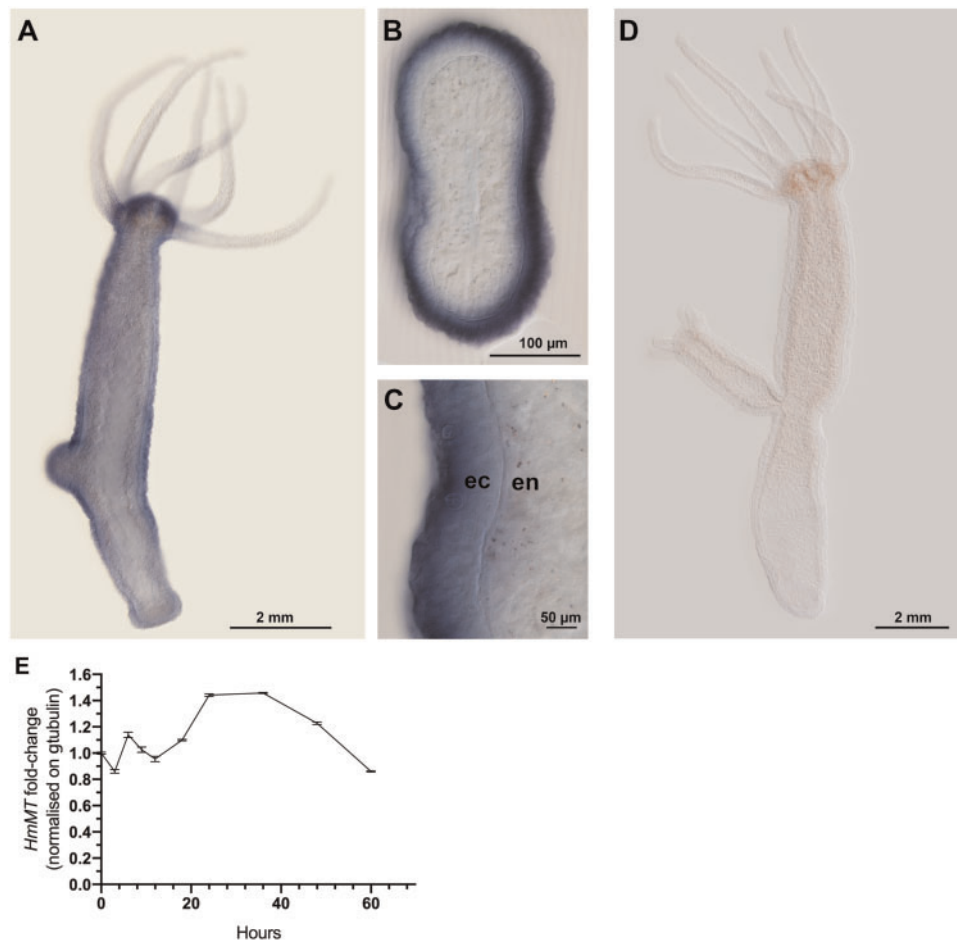 A
B
D
100 µm
C
ec en
50 µm
2 mm
2 mm
E
HmMT fold-change
(normalised on gtubulin)
1.6
1.4
1.2
1.0
0.8
0.6
0.4
0.2
0.0
0 20 40 60
Hours